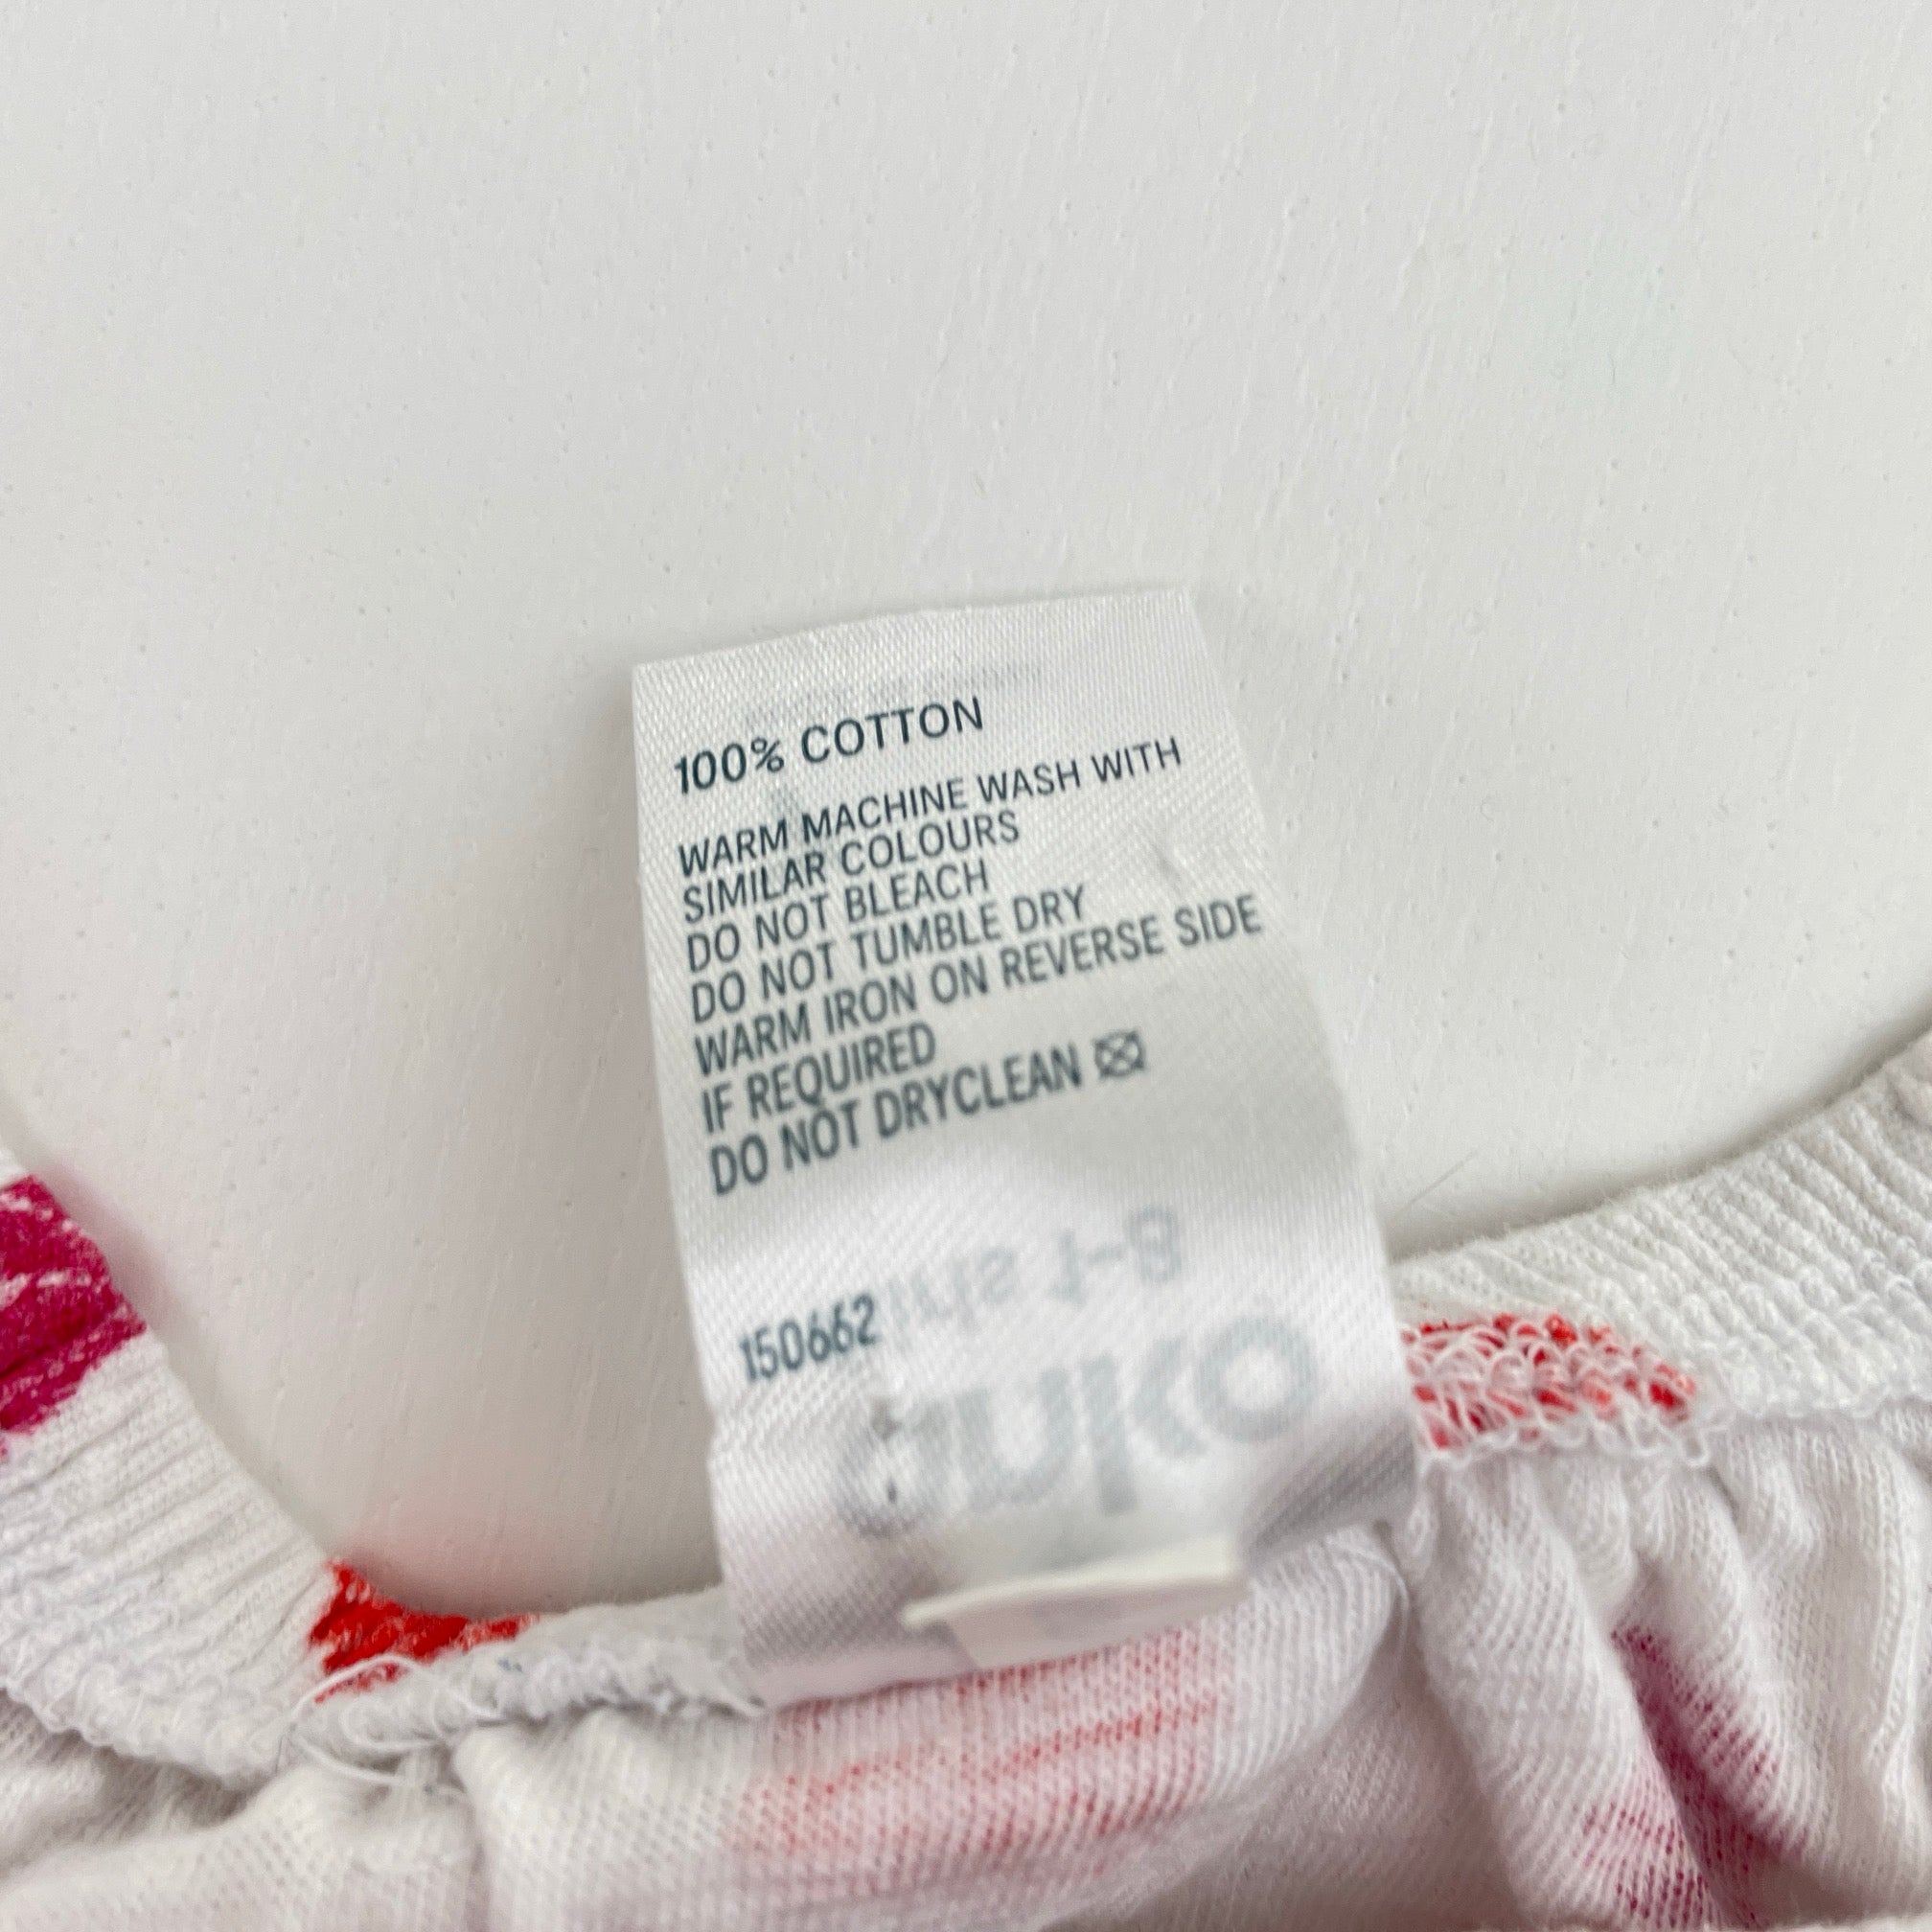 100% COTTON
WARM MACHINE WASH WITH
SIMILAR COLOURS
DO NOT BLEACH
DO NOT TUMBLE DRY
WARM IRON ON REVERSE SIDE
IF REQUIRED
DO NOT DRYCLEAN
150662